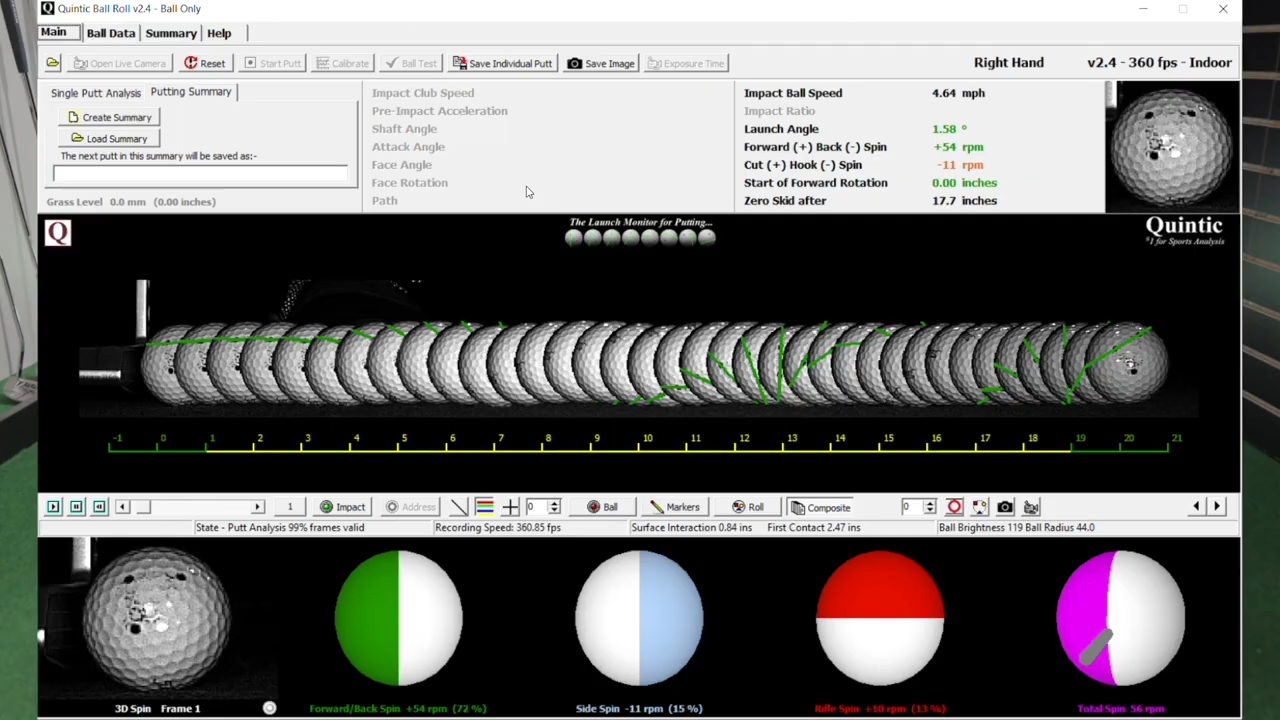 Q Quintic Ball Roll v2.4 - Ball Only
Main Ball Data Summary Help
Open Live Camera Reset Start Putt Calibrate Ball Test Save Individual Putt Save Image Exposure Time Right Hand v2.4 - 360 fps - Indoor
Single Putt Analysis Putting Summary
Create Summary
Load Summary
The next putt in this summary will be saved as:-
Grass Level 0.0 mm (0.00 inches)
Impact Club Speed
Pre-Impact Acceleration
Shaft Angle
Attack Angle
Face Angle
Face Rotation
Path
Impact Ball Speed 4.64 mph
Impact Ratio
Launch Angle 1.58 °
Forward (+) Back (-) Spin +54 rpm
Cut (+) Hook (-) Spin -11 rpm
Start of Forward Rotation 0.00 inches
Zero Skid after 17.7 inches
Q
The Launch Monitor for Putting...
Quintic
#1 for Sports Analysis
-1 0 1 2 3 4 5 6 7 8 9 10 11 12 13 14 15 16 17 18 19 20 21
1 Impact Address 0 Ball Markers Roll Composite 0
State - Putt Analysis 99% frames valid Recording Speed: 360.85 fps Surface Interaction 0.84 ins First Contact 2.47 ins Ball Brightness 119 Ball Radius 44.0
3D Spin Frame 1 Forward/Back Spin +54 rpm (72 %) Side Spin -11 rpm (15 %) Rifle Spin +10 rpm (13 %) Total Spin 56 rpm